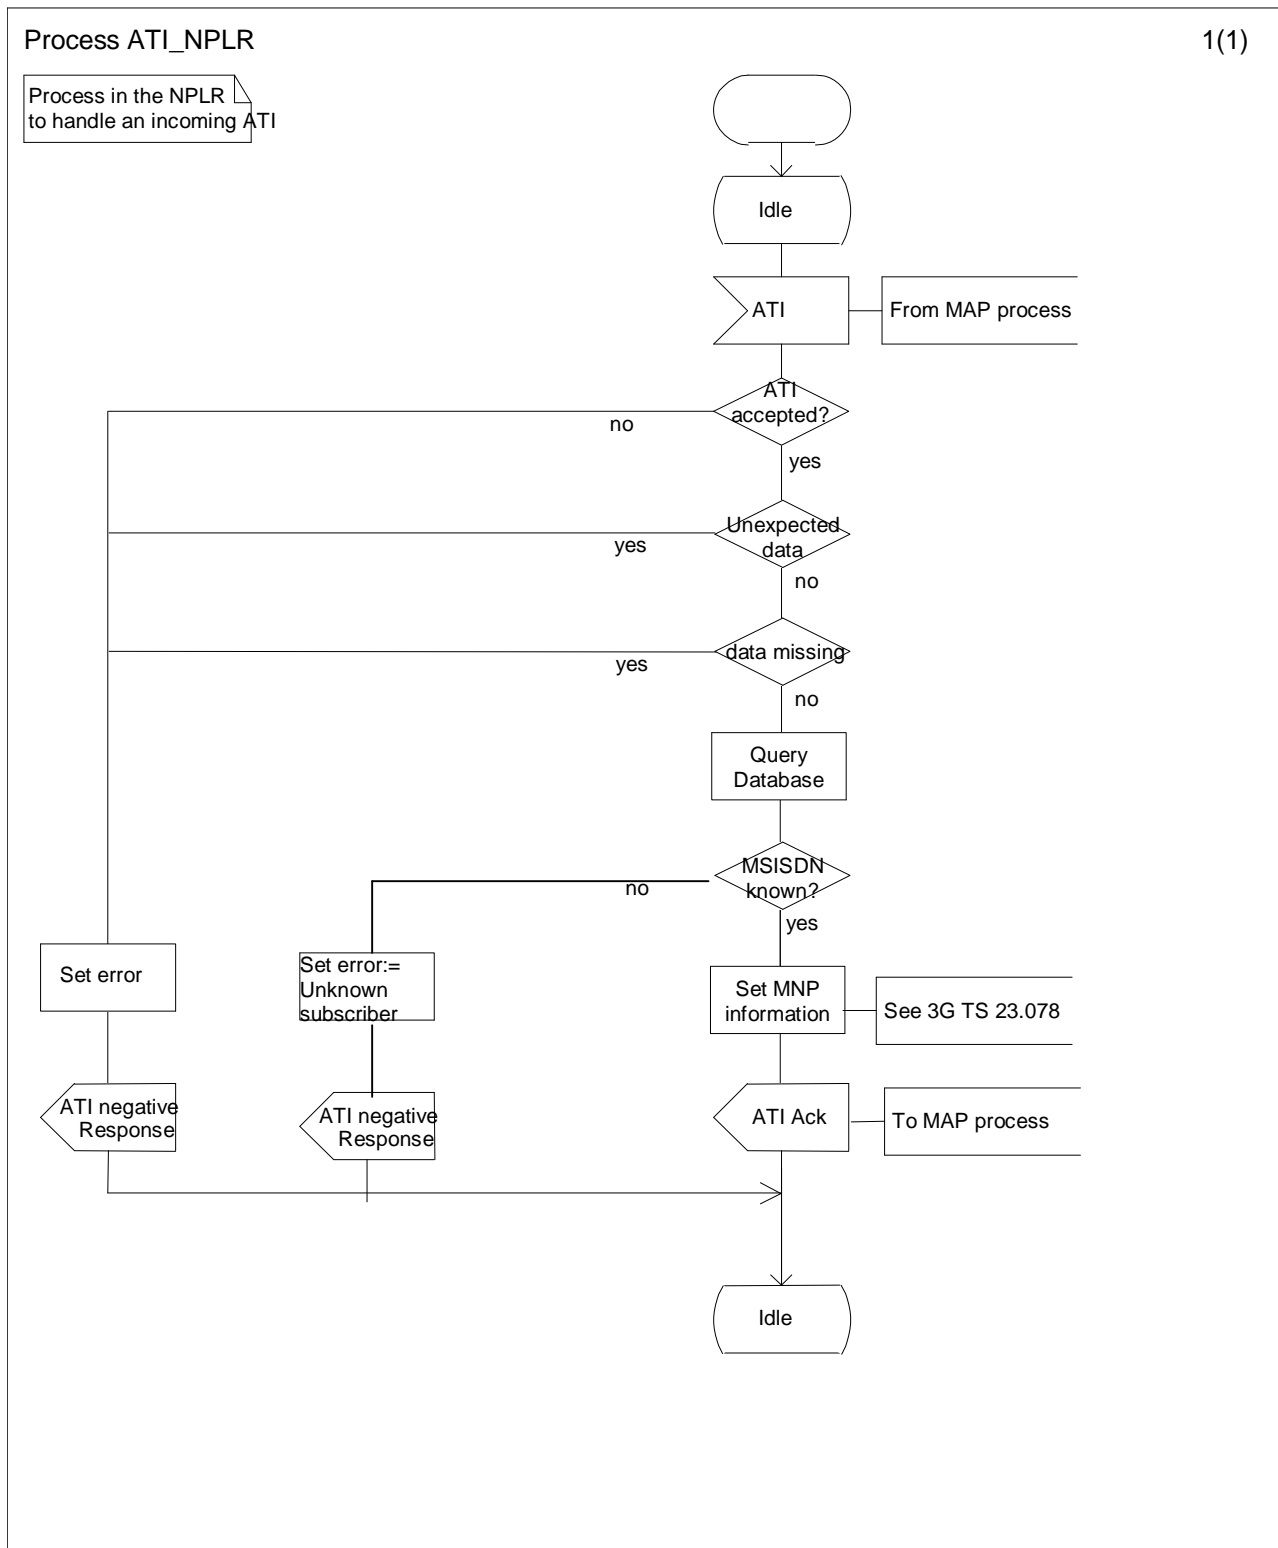 Process ATI_NPLR
1(1)
Process in the NPLR
to handle an incoming ATI
Idle
ATI
From MAP process
ATI
accepted?
no
yes
Unexpected
data
yes
no
data missing
yes
no
Query
Database
MSISDN
known?
no
yes
Set error
Set error:=
Unknown
subscriber
Set MNP
information
See 3G TS 23.078
ATI negative
Response
ATI negative
Response
ATI Ack
To MAP process
Idle